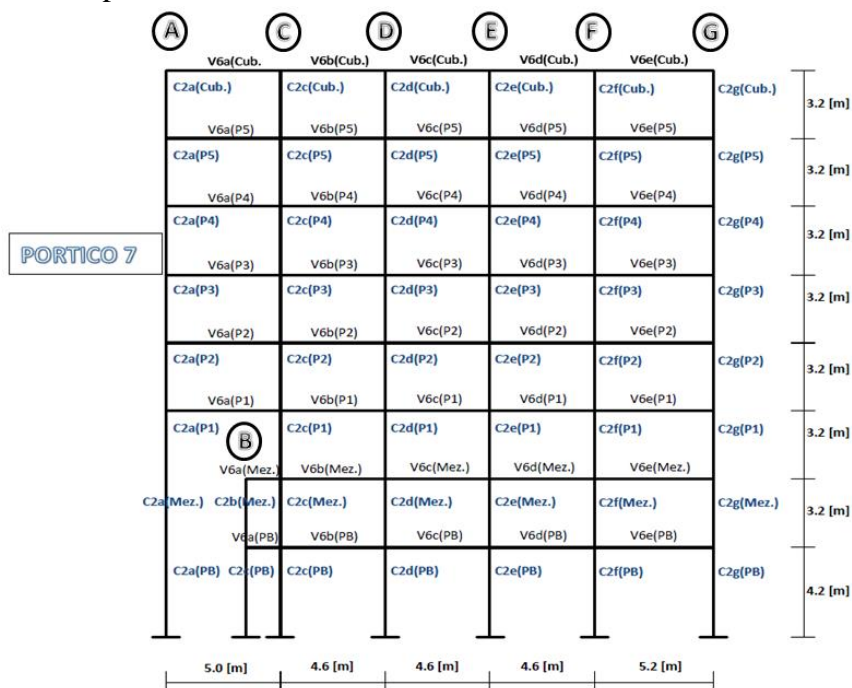 A C D E F G
V6a(Cub. V6b(Cub.) V6c(Cub.) V6d(Cub.) V6e(Cub.)
C2a(Cub.) C2c(Cub.) C2d(Cub.) C2e(Cub.) C2f(Cub.) C2g(Cub.) 3.2 [m]
V6a(P5) V6b(P5) V6c(P5) V6d(P5) V6e(P5)
C2a(P5) C2c(P5) C2d(P5) C2e(P5) C2f(P5) C2g(P5) 3.2 [m]
V6a(P4) V6b(P4) V6c(P4) V6d(P4) V6e(P4)
C2a(P4) C2c(P4) C2d(P4) C2e(P4) C2f(P4) C2g(P4) 3.2 [m]
PORTICO 7
V6a(P3) V6b(P3) V6c(P3) V6d(P3) V6e(P3)
C2a(P3) C2c(P3) C2d(P3) C2e(P3) C2f(P3) C2g(P3) 3.2 [m]
V6a(P2) V6b(P2) V6c(P2) V6d(P2) V6e(P2)
C2a(P2) C2c(P2) C2d(P2) C2e(P2) C2f(P2) C2g(P2) 3.2 [m]
V6a(P1) V6b(P1) V6c(P1) V6d(P1) V6e(P1)
C2a(P1) C2c(P1) C2d(P1) C2e(P1) C2f(P1) C2g(P1) 3.2 [m]
B
V6a(Mez.) V6b(Mez.) V6c(Mez.) V6d(Mez.) V6e(Mez.)
C2a(Mez.) C2b(Mez.) C2c(Mez.) C2d(Mez.) C2e(Mez.) C2f(Mez.) C2g(Mez.) 3.2 [m]
V6a(PB) V6b(PB) V6c(PB) V6d(PB) V6e(PB)
C2a(PB) C2c(PB) C2c(PB) C2d(PB) C2e(PB) C2f(PB) C2g(PB) 4.2 [m]
5.0 [m] 4.6 [m] 4.6 [m] 4.6 [m] 5.2 [m]